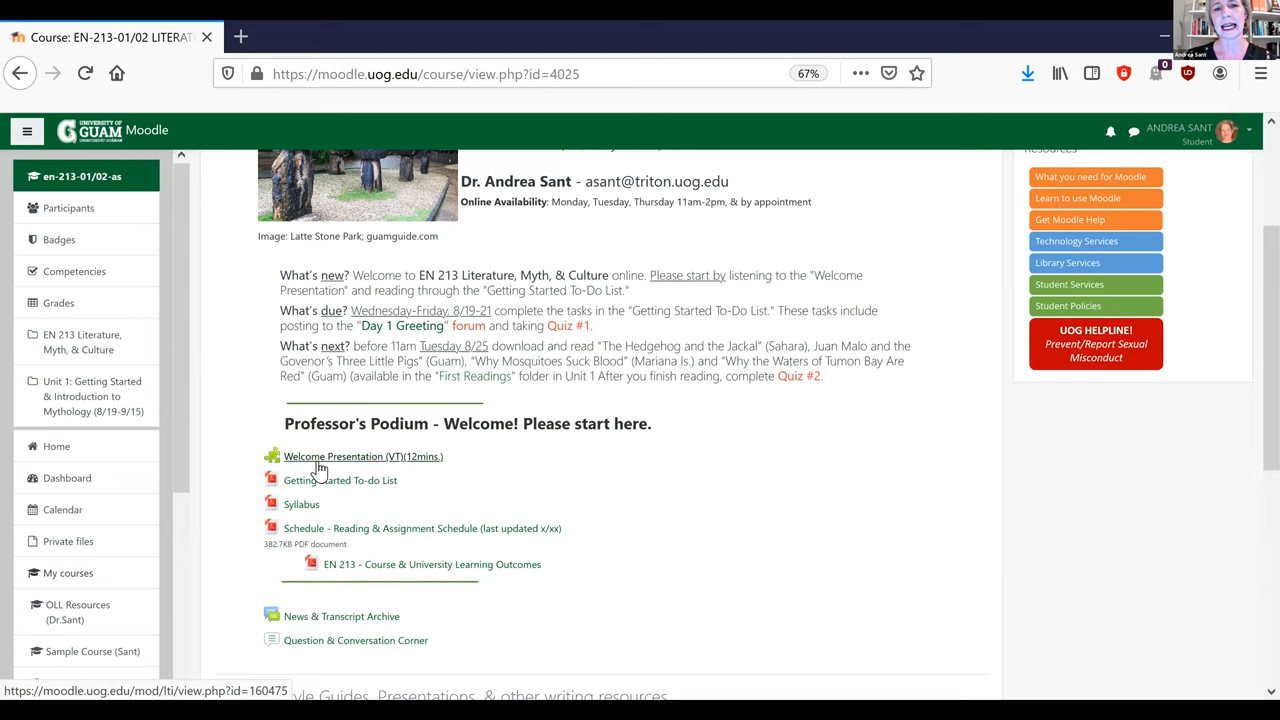 Course: EN-213-01/02 LITERAT
https://moodle.uog.edu/course/view.php?id=4025
67%
0
Andrea Sant
UNIVERSITY OF
GUAM Moodle
ANDREA SANT
Student
en-213-01/02-as
Participants
Badges
Competencies
Grades
EN 213 Literature,
Myth, & Culture
Unit 1: Getting Started
& Introduction to
Mythology (8/19-9/15)
Home
Dashboard
Calendar
Private files
My courses
OLL Resources
(Dr.Sant)
Sample Course (Sant)
Dr. Andrea Sant - asant@triton.uog.edu
Online Availability: Monday, Tuesday, Thursday 11am-2pm, & by appointment
Image: Latte Stone Park; guamguide.com
What's new? Welcome to EN 213 Literature, Myth, & Culture online. Please start by listening to the "Welcome
Presentation" and reading through the "Getting Started To-Do List."
What's due? Wednesday-Friday, 8/19-21 complete the tasks in the "Getting Started To-Do List." These tasks include
posting to the "Day 1 Greeting" forum and taking Quiz #1.
What's next? before 11am Tuesday 8/25 download and read "The Hedgehog and the Jackal" (Sahara), Juan Malo and the
Govenor's Three Little Pigs" (Guam), "Why Mosquitoes Suck Blood" (Mariana Is.) and "Why the Waters of Tumon Bay Are
Red" (Guam) (available in the "First Readings" folder in Unit 1 After you finish reading, complete Quiz #2.
Professor's Podium - Welcome! Please start here.
Welcome Presentation (VT)(12mins.)
Getting Started To-do List
Syllabus
Schedule - Reading & Assignment Schedule (last updated x/xx)
382.7KB PDF document
EN 213 - Course & University Learning Outcomes
News & Transcript Archive
Question & Conversation Corner
Style Guides, Presentations, & other writing resources
Resources
What you need for Moodle
Learn to use Moodle
Get Moodle Help
Technology Services
Library Services
Student Services
Student Policies
UOG HELPLINE!
Prevent/Report Sexual
Misconduct
https://moodle.uog.edu/mod/lti/view.php?id=160475